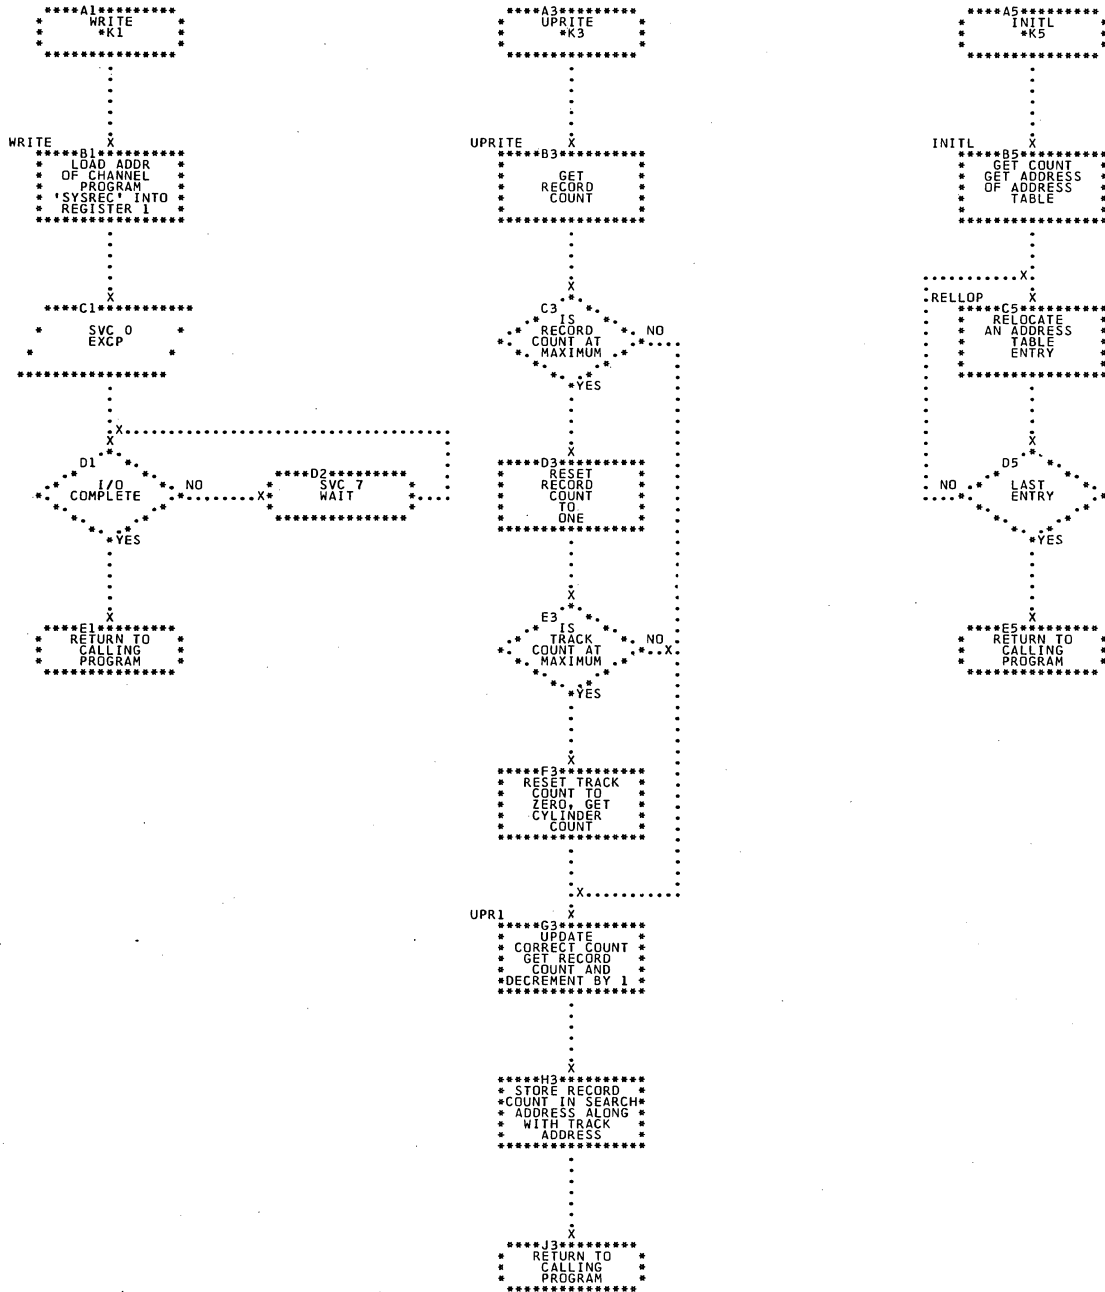 A1
WRITE
*K1
WRITE
B1
LOAD ADDR
OF CHANNEL
PROGRAM
'SYSREC' INTO
REGISTER 1
C1
SVC 0
EXCP
D1
I/O
COMPLETE
NO
YES
D2
SVC 7
WAIT
E1
RETURN TO
CALLING
PROGRAM
A3
UPRITE
*K3
UPRITE
B3
GET
RECORD
COUNT
C3
IS
RECORD
COUNT AT
MAXIMUM
NO
YES
D3
RESET
RECORD
COUNT
TO
ONE
E3
IS
TRACK
COUNT AT
MAXIMUM
NO
YES
F3
RESET TRACK
COUNT TO
ZERO, GET
CYLINDER
COUNT
UPR1
G3
UPDATE
CORRECT COUNT
GET RECORD
COUNT AND
DECREMENT BY 1
H3
STORE RECORD
COUNT IN SEARCH
ADDRESS ALONG
WITH TRACK
ADDRESS
J3
RETURN TO
CALLING
PROGRAM
A5
INITL
*K5
INITL
B5
GET COUNT
GET ADDRESS
OF ADDRESS
TABLE
RELLOP
C5
RELOCATE
AN ADDRESS
TABLE
ENTRY
D5
LAST
ENTRY
NO
YES
E5
RETURN TO
CALLING
PROGRAM